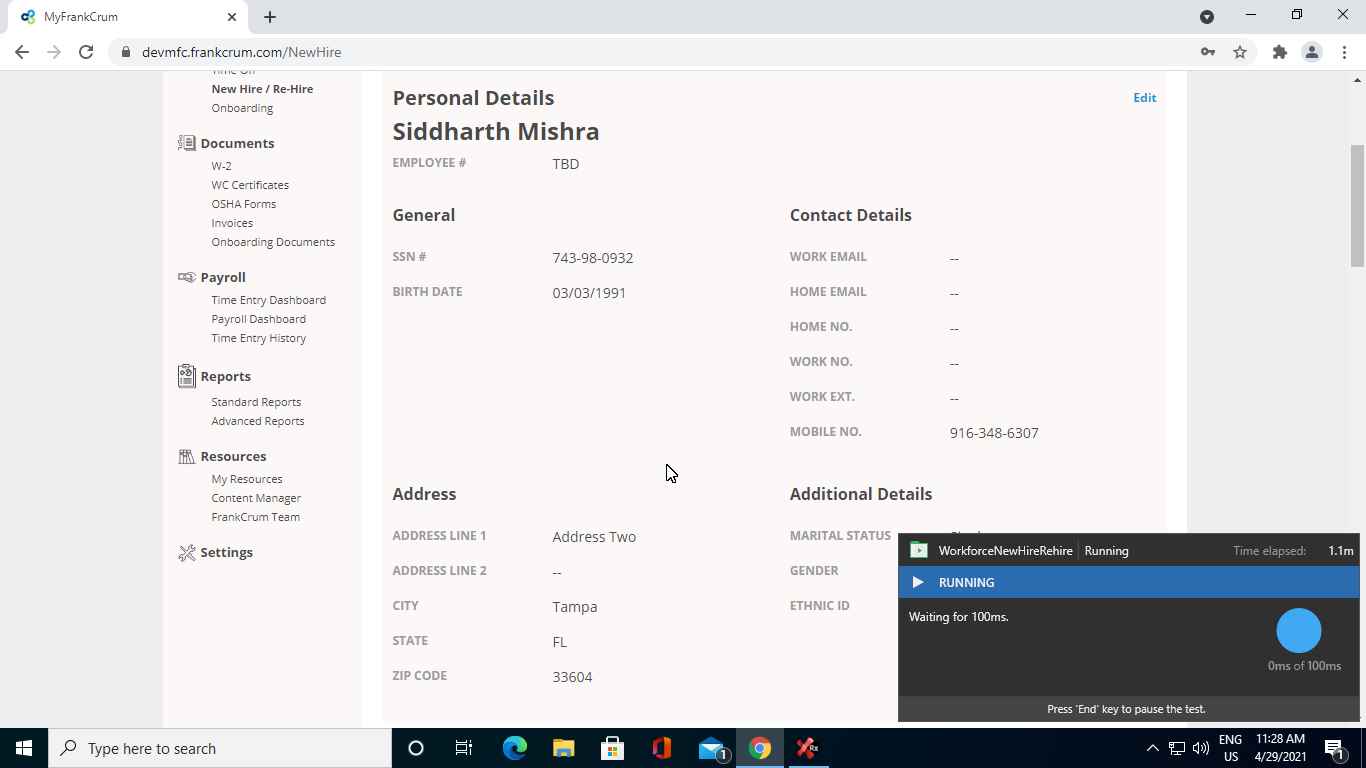 MyFrankCrum
devmfc.frankcrum.com/NewHire
Time Off
New Hire / Re-Hire
Onboarding
Documents
W-2
WC Certificates
OSHA Forms
Invoices
Onboarding Documents
Payroll
Time Entry Dashboard
Payroll Dashboard
Time Entry History
Reports
Standard Reports
Advanced Reports
Resources
My Resources
Content Manager
FrankCrum Team
Settings
Personal Details
Edit
Siddharth Mishra
EMPLOYEE # TBD
General
SSN # 743-98-0932
BIRTH DATE 03/03/1991
Contact Details
WORK EMAIL --
HOME EMAIL --
HOME NO. --
WORK NO. --
WORK EXT. --
MOBILE NO. 916-348-6307
Address
ADDRESS LINE 1 Address Two
ADDRESS LINE 2 --
CITY Tampa
STATE FL
ZIP CODE 33604
Additional Details
MARITAL STATUS
GENDER
ETHNIC ID
WorkforceNewHireRehire Running Time elapsed: 1.1m
RUNNING
Waiting for 100ms.
0ms of 100ms
Press 'End' key to pause the test.
Type here to search
1
Rx
ENG
US
11:28 AM
4/29/2021
1